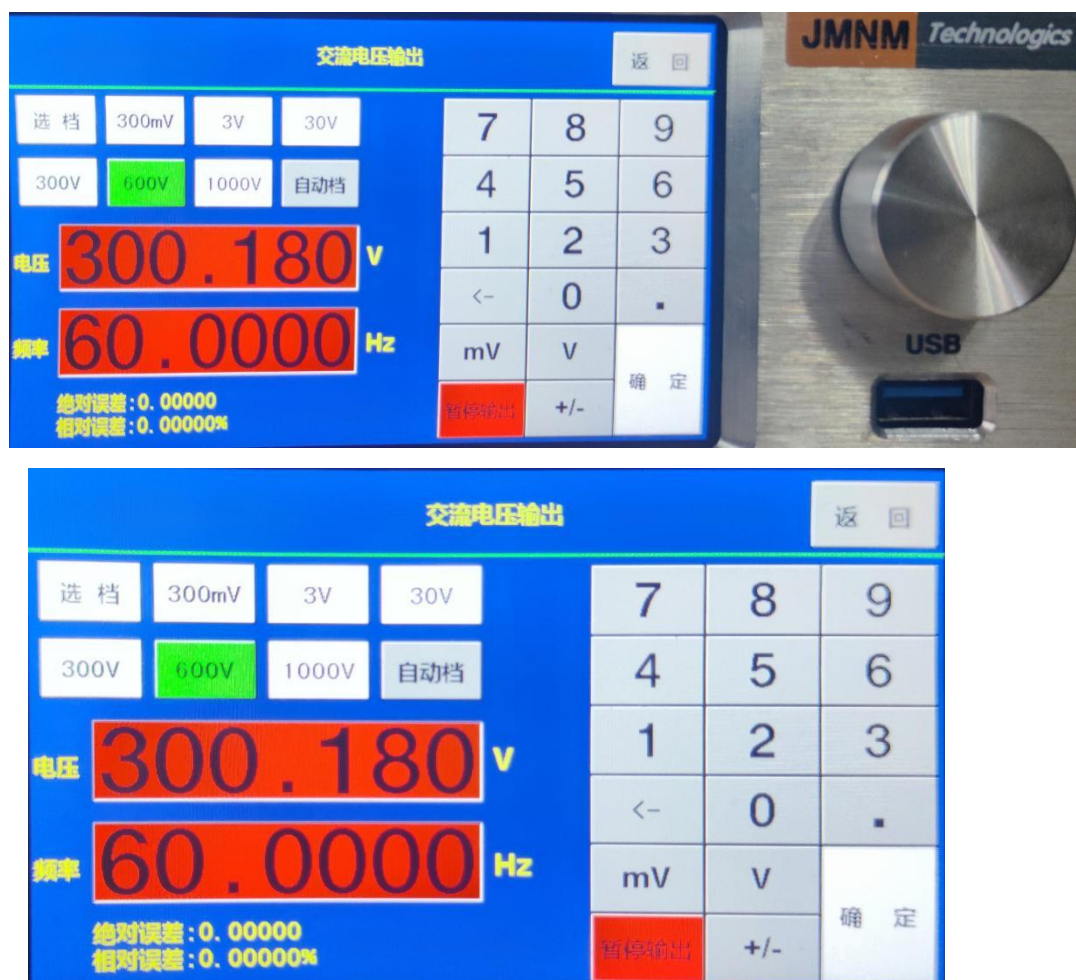 交流电压输出
返 回
JMNM Technologics
选 档 300mV 3V 30V
7 8 9
300V 600V 1000V 自动档
4 5 6
电压 300.180 V
1 2 3
<- 0 .
频率 60.0000 Hz
mV V
确 定
USB
绝对误差:0.00000
相对误差:0.00000%
暂停输出 +/-
交流电压输出
返 回
选 档 300mV 3V 30V
7 8 9
300V 600V 1000V 自动档
4 5 6
电压 300.180 V
1 2 3
<- 0 .
频率 60.0000 Hz
mV V
确 定
绝对误差:0.00000
相对误差:0.00000%
暂停输出 +/-